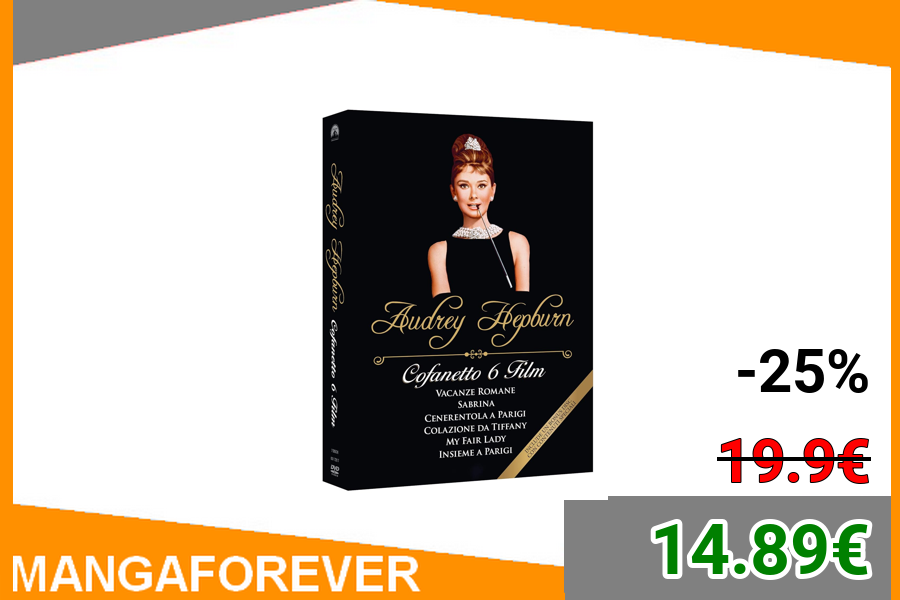 Audrey Hepburn Cofanetto 6 Film
DVD
Audrey Hepburn
Cofanetto 6 Film
VACANZE ROMANE
SABRINA
CENERENTOLA A PARIGI
COLAZIONE DA TIFFANY
MY FAIR LADY
INSIEME A PARIGI
-25%
19.9€
14.89€
MANGAFOREVER